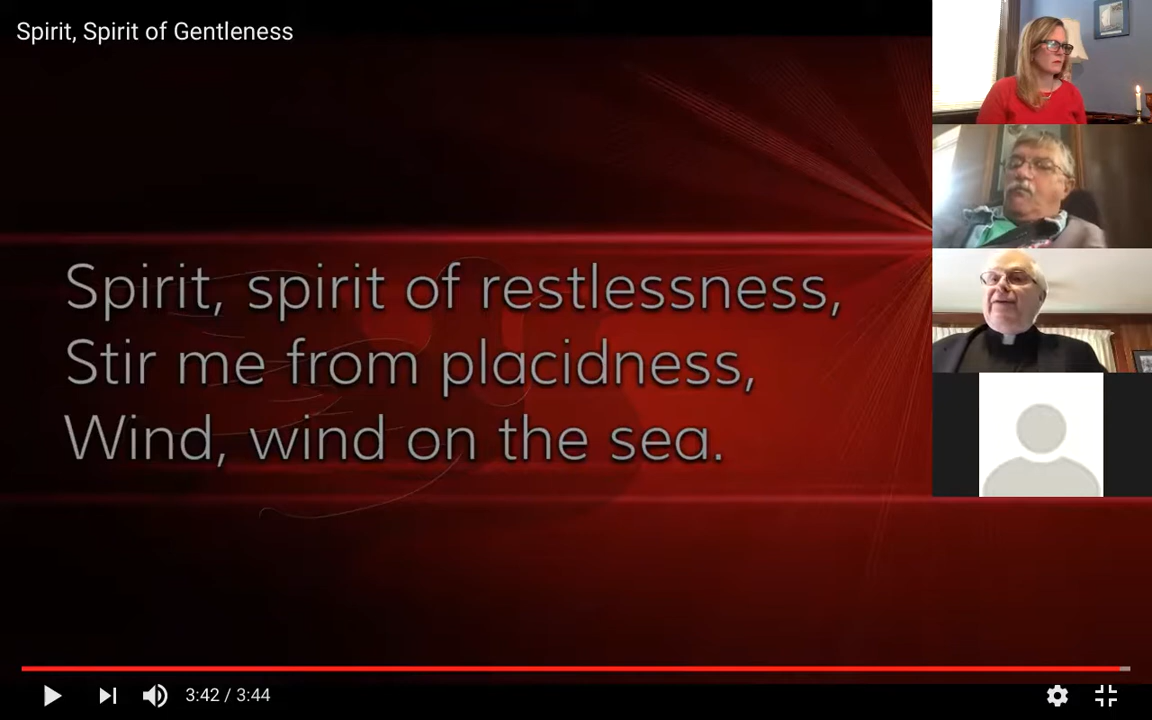 Spirit, Spirit of Gentleness
Spirit, spirit of restlessness,
Stir me from placidness,
Wind, wind on the sea.
3:42 / 3:44